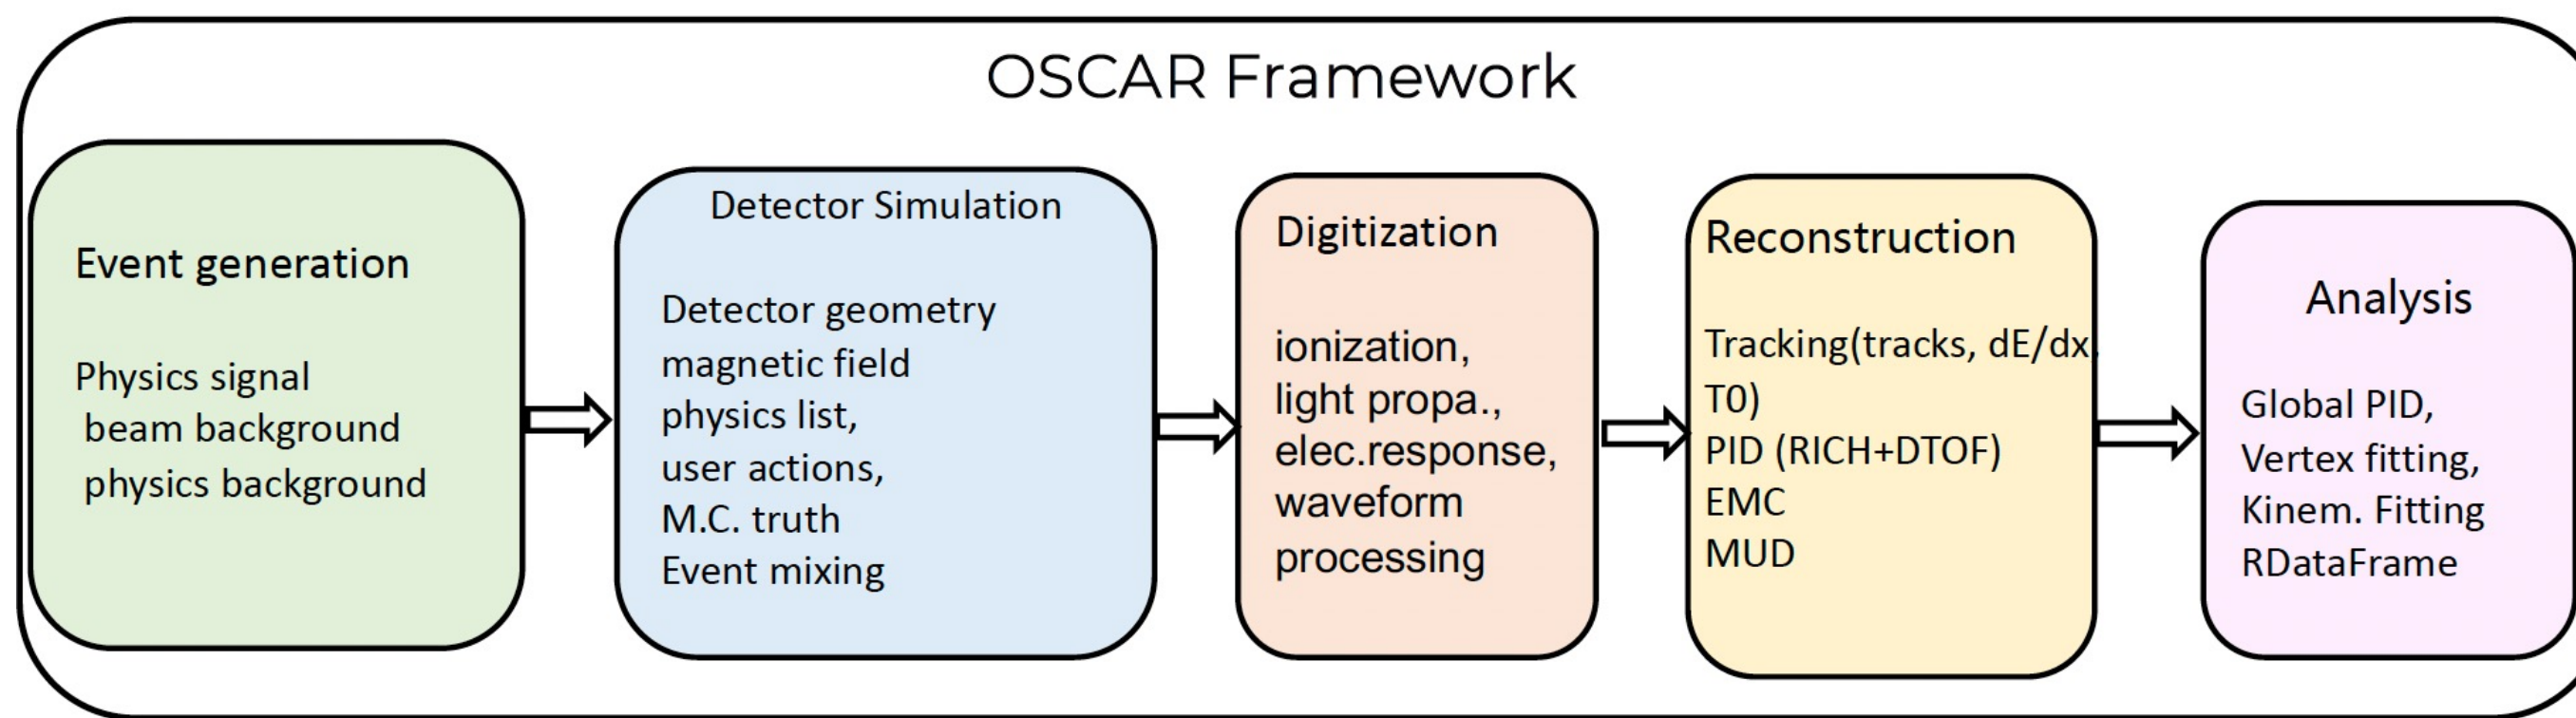 OSCAR Framework
Event generation
Physics signal
beam background
physics background
Detector Simulation
Detector geometry
magnetic field
physics list,
user actions,
M.C. truth
Event mixing
Digitization
ionization,
light propa.,
elec.response,
waveform
processing
Reconstruction
Tracking(tracks, dE/dx,
T0)
PID (RICH+DTOF)
EMC
MUD
Analysis
Global PID,
Vertex fitting,
Kinem. Fitting
RDataFrame